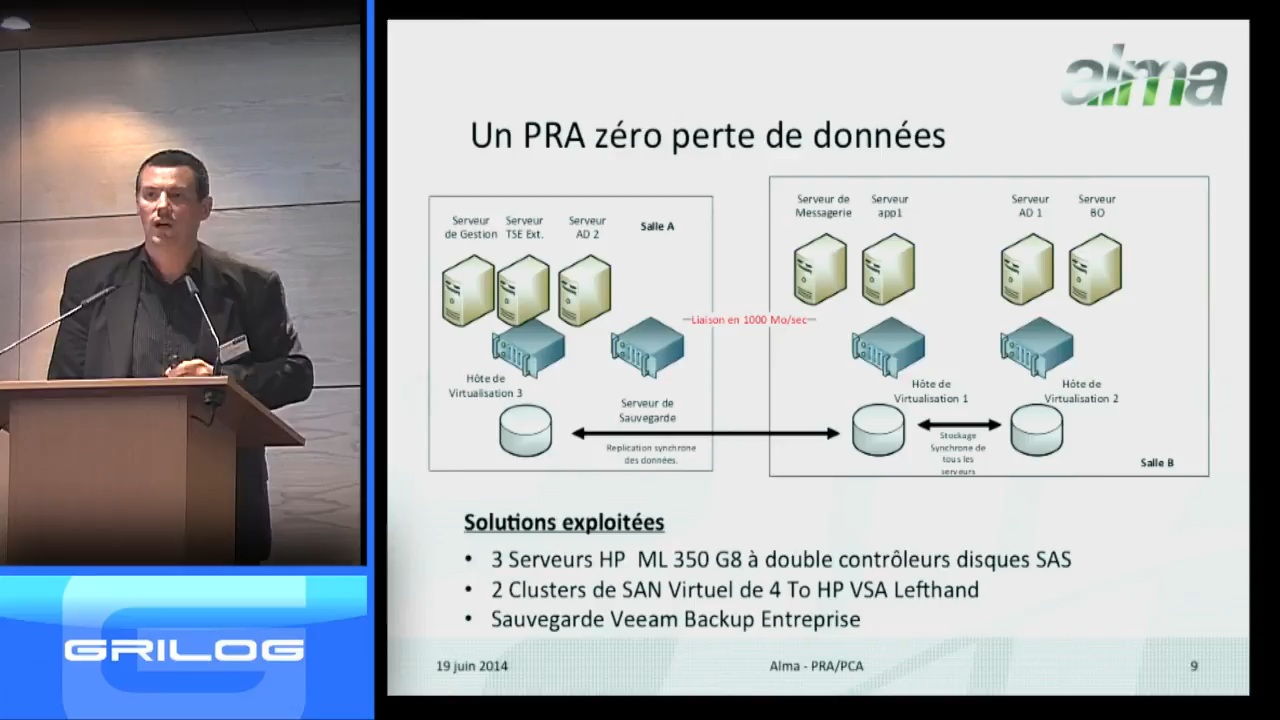 alma
Un PRA zéro perte de données
Serveur
de Gestion
Serveur
TSE Ext.
Serveur
AD 2
Salle A
Serveur de
Messagerie
Serveur
app1
Serveur
AD 1
Serveur
BO
Liaison en 1000 Mo/sec
Hôte de
Virtualisation 3
Serveur de
Sauvegarde
Hôte de
Virtualisation 1
Hôte de
Virtualisation 2
Replication synchrone
des données.
Stockage
Synchrone de
tous les
serveurs
Salle B
Solutions exploitées
• 3 Serveurs HP ML 350 G8 à double contrôleurs disques SAS
• 2 Clusters de SAN Virtuel de 4 To HP VSA Lefthand
• Sauvegarde Veeam Backup Entreprise
19 juin 2014
Alma - PRA/PCA
9
GRILOG